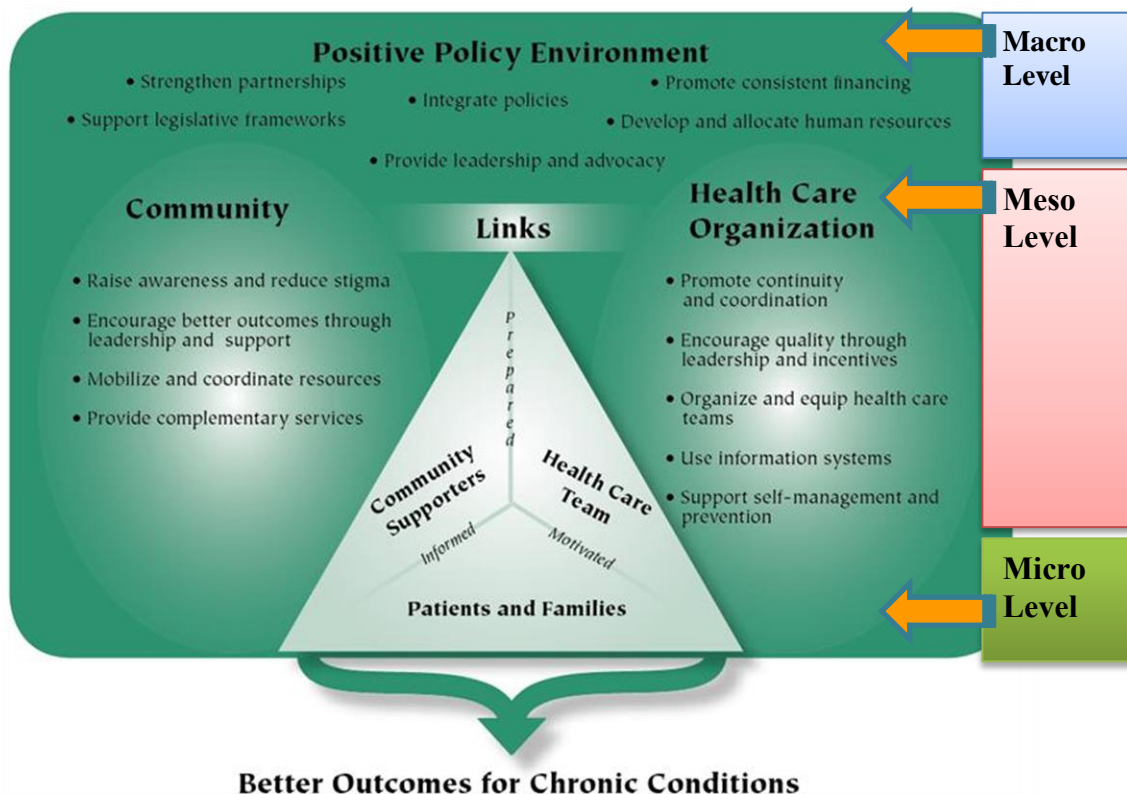 Positive Policy Environment
• Strengthen partnerships
• Integrate policies
• Promote consistent financing
• Support legislative frameworks
• Develop and allocate human resources
• Provide leadership and advocacy
Macro
Level
Community
• Raise awareness and reduce stigma
• Encourage better outcomes through
leadership and support
• Mobilize and coordinate resources
• Provide complementary services
Links
Prepared
Community
Supporters
Health Care
Team
Informed
Motivated
Patients and Families
Health Care
Organization
• Promote continuity
and coordination
• Encourage quality through
leadership and incentives
• Organize and equip health care
teams
• Use information systems
• Support self-management and
prevention
Meso
Level
Micro
Level
Better Outcomes for Chronic Conditions